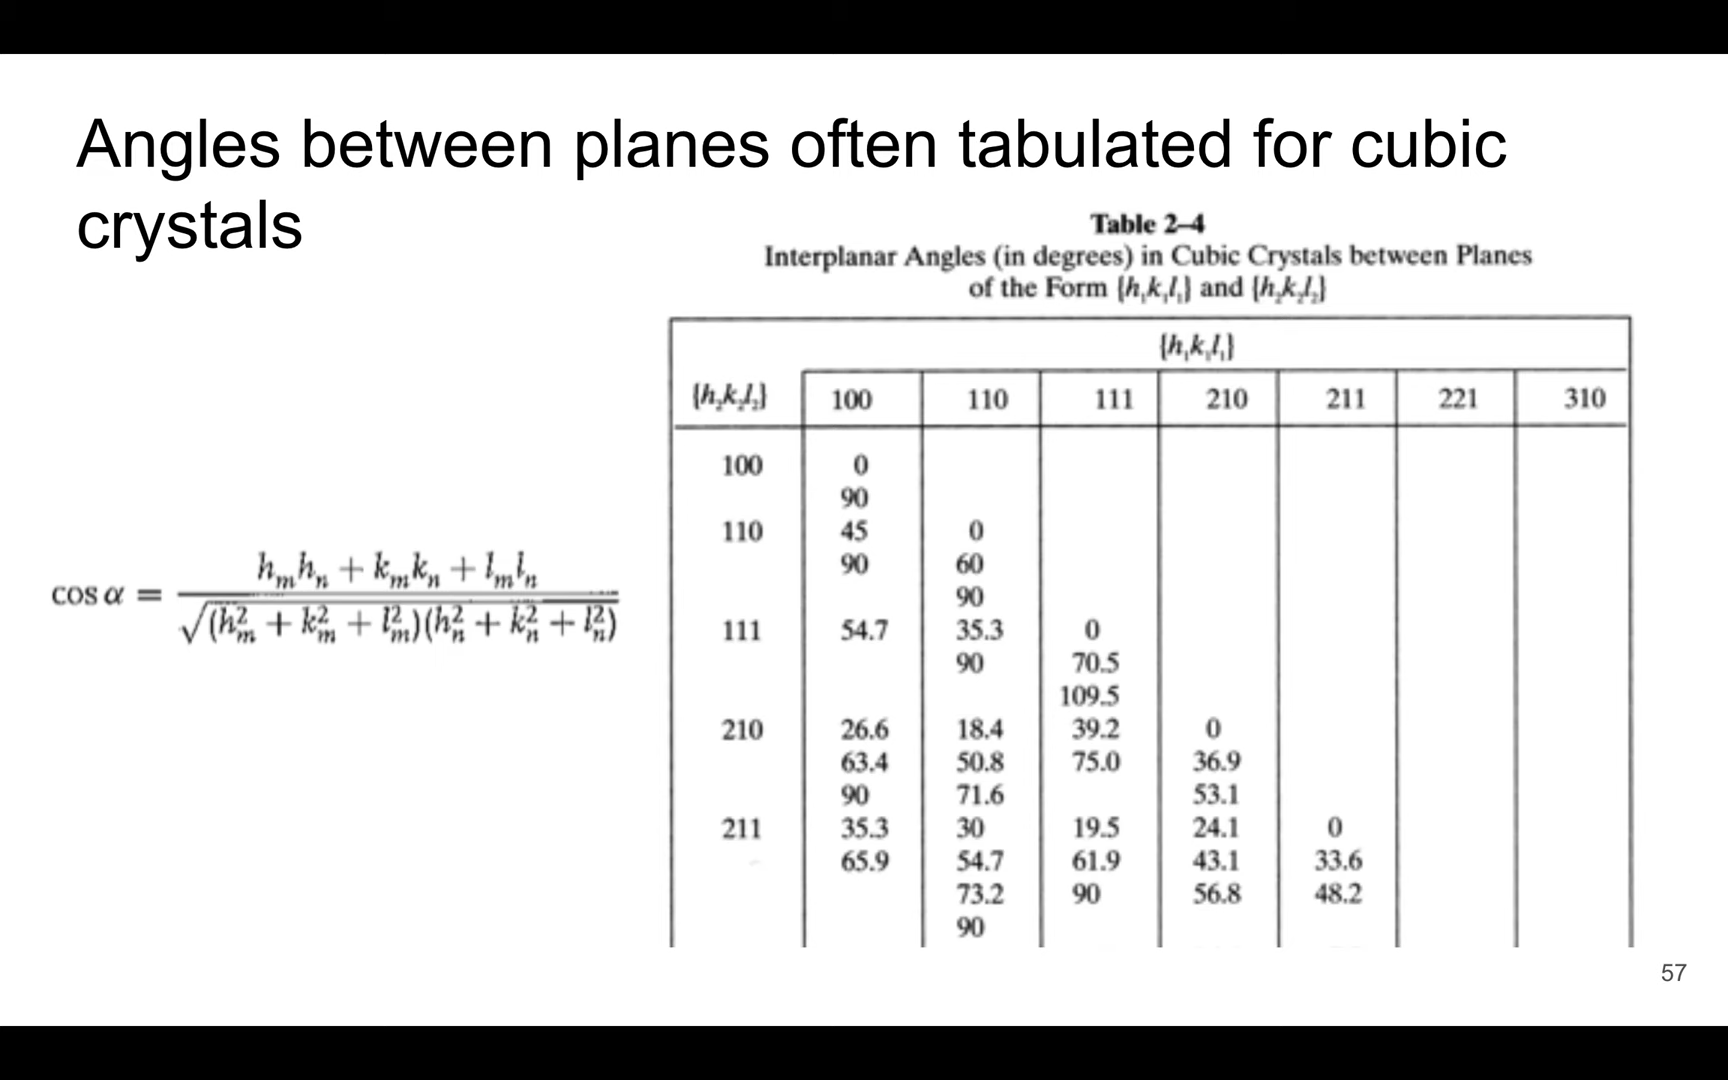 Angles between planes often tabulated for cubic
crystals
Table 2–4
Interplanar Angles (in degrees) in Cubic Crystals between Planes
of the Form {h₁k₁l₁} and {h₂k₂l₂}
{h₁k₁l₁}
{h₂k₂l₂} 100 110 111 210 211 221 310
100 0
90
110 45 0
90 60
90
111 54.7 35.3 0
90 70.5
109.5
210 26.6 18.4 39.2 0
63.4 50.8 75.0 36.9
90 71.6 53.1
211 35.3 30 19.5 24.1 0
65.9 54.7 61.9 43.1 33.6
73.2 90 56.8 48.2
90
cos α = (hₘhₙ + kₘkₙ + lₘlₙ) / √(hₘ² + kₘ² + lₘ²)(hₙ² + kₙ² + lₙ²)
57